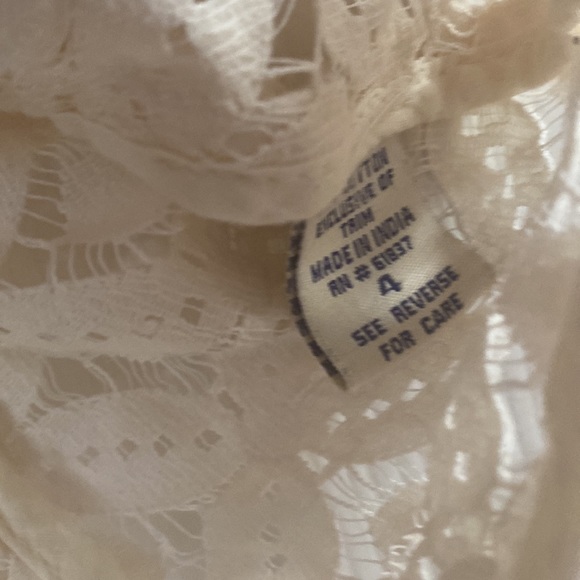 EXCLUSIVE OF
TRIM
MADE IN INDIA
RN # 61837
4
SEE REVERSE
FOR CARE